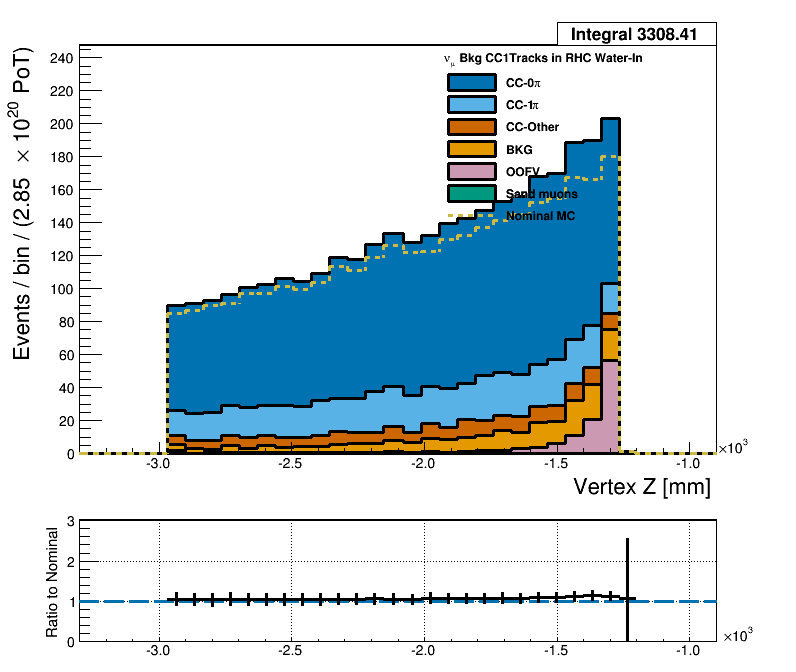 Integral 3308.41
ν_μ Bkg CC1Tracks in RHC Water-In
CC-0π
CC-1π
CC-Other
BKG
OOFV
Sand muons
Nominal MC
Events / bin / (2.85 × 10^20 PoT)
240
220
200
180
160
140
120
100
80
60
40
20
0
-3.0 -2.5 -2.0 -1.5 -1.0
×10^3
Vertex Z [mm]
Ratio to Nominal
3
2
1
0
-3.0 -2.5 -2.0 -1.5 -1.0
×10^3